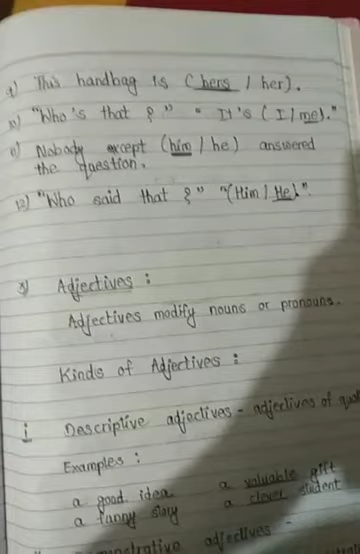 9) This handbag is (hers / her).
10) "Who's that ?" "It's (I / me)."
11) Nobody except (him / he) answered
the question.
12) "Who said that ?" "(Him / He)".
3) Adjectives :
Adjectives modify nouns or pronouns.
Kinds of Adjectives :
i Descriptive adjectives - adjectives of
Examples :
a good idea a valuable gift
a funny story a clever student
adjectives -